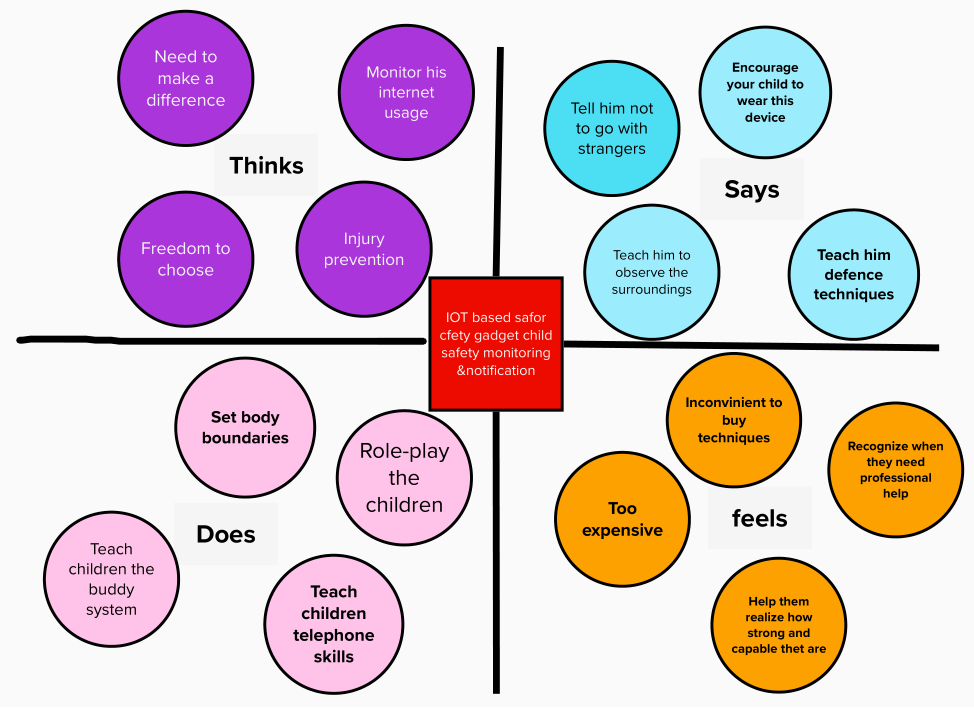 Need to
make a
difference
Monitor his
internet
usage
Thinks
Freedom to
choose
Injury
prevention
Tell him not
to go with
strangers
Encourage
your child to
wear this
device
Says
Teach him to
observe the
surroundings
Teach him
defence
techniques
IOT based safor
cfety gadget child
safety monitoring
&notification
Set body
boundaries
Role-play
the
children
Does
Teach
children the
buddy
system
Teach
children
telephone
skills
Inconvinient to
buy
techniques
Recognize when
they need
professional
help
Too
expensive
feels
Help them
realize how
strong and
capable thet are